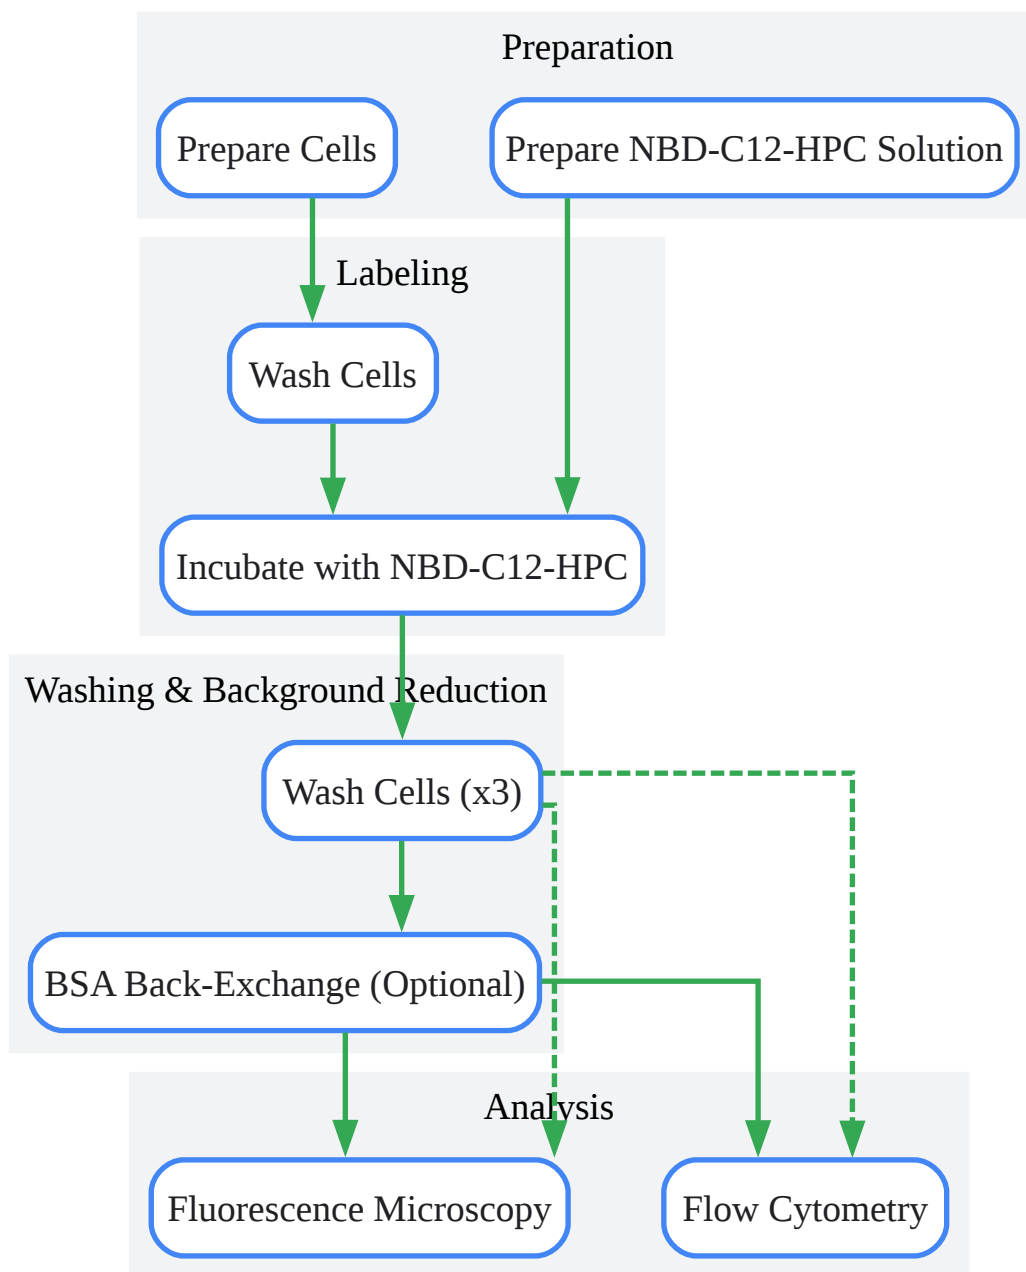 Preparation
Prepare Cells
Prepare NBD-C12-HPC Solution
Labeling
Wash Cells
Incubate with NBD-C12-HPC
Washing & Background Reduction
Wash Cells (x3)
BSA Back-Exchange (Optional)
Analysis
Fluorescence Microscopy
Flow Cytometry